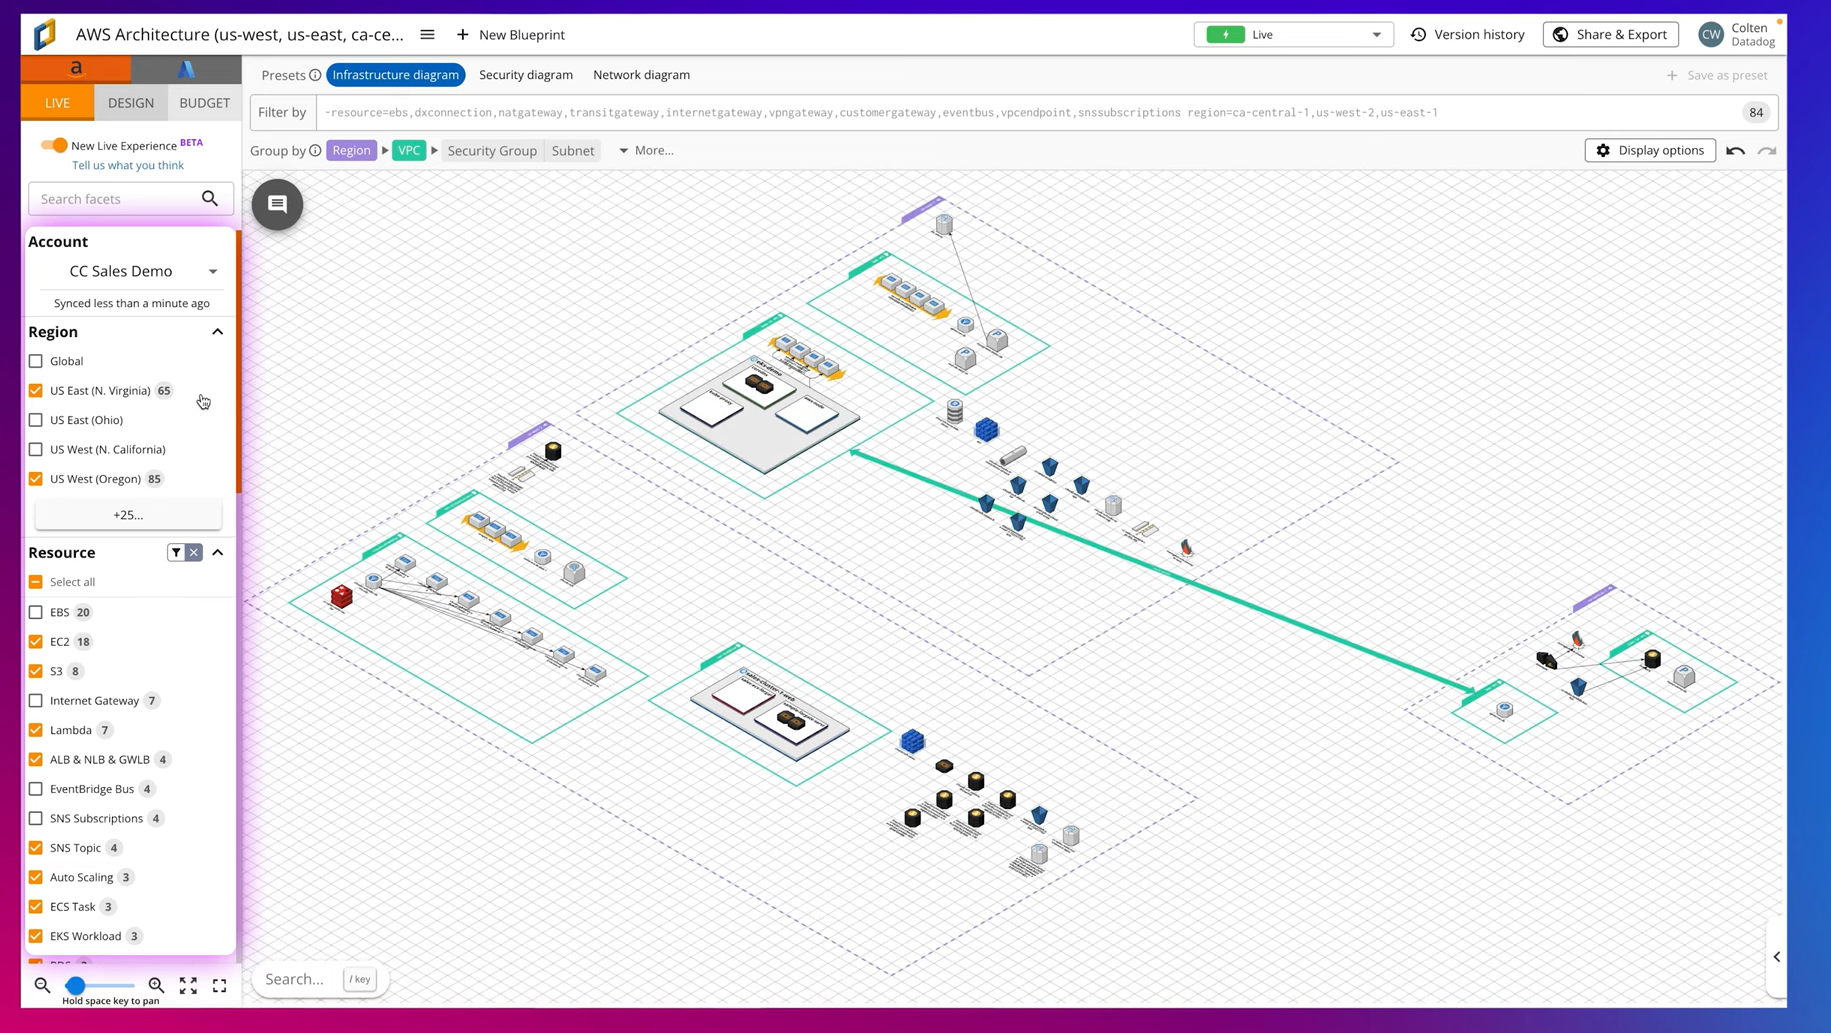 AWS Architecture (us-west, us-east, ca-ce...
New Blueprint
Live
Version history
Share & Export
CW
Colten
Datadog
a
Presets
Infrastructure diagram
Security diagram
Network diagram
Save as preset
LIVE
DESIGN
BUDGET
Filter by
-resource=ebs,dxconnection,natgateway,transitgateway,internetgateway,vpngateway,customergateway,eventbus,vpcendpoint,snssubscriptions region=ca-central-1,us-west-2,us-east-1
84
New Live Experience BETA
Tell us what you think
Group by
Region
VPC
Security Group
Subnet
More...
Display options
Search facets
Account
CC Sales Demo
Synced less than a minute ago
Region
Global
US East (N. Virginia) 65
US East (Ohio)
US West (N. California)
US West (Oregon) 85
+25...
Resource
Select all
EBS 20
EC2 18
S3 8
Internet Gateway 7
Lambda 7
ALB & NLB & GWLB 4
EventBridge Bus 4
SNS Subscriptions 4
SNS Topic 4
Auto Scaling 3
ECS Task 3
EKS Workload 3
Hold space key to pan
Search...
/ key